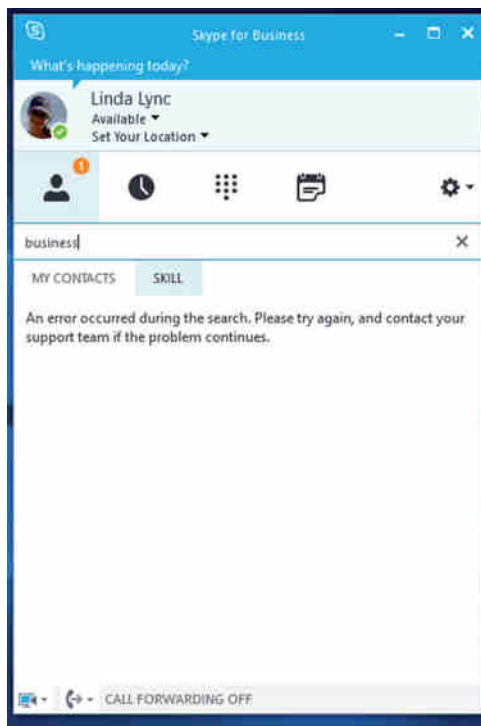 Skype for Business
What's happening today?
Linda Lync
Available
Set Your Location
1
business
MY CONTACTS SKILL
An error occurred during the search. Please try again, and contact your
support team if the problem continues.
CALL FORWARDING OFF